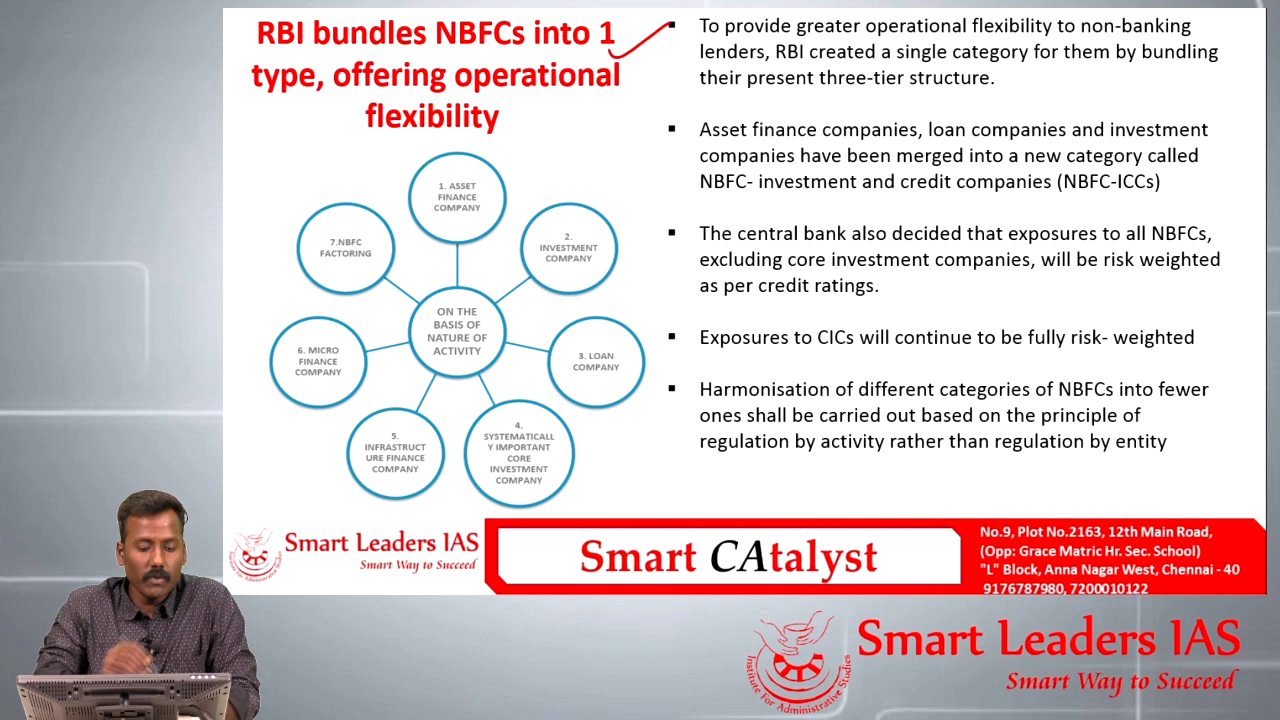 RBI bundles NBFCs into 1
type, offering operational
flexibility
1. ASSET
FINANCE
COMPANY
2.
INVESTMENT
COMPANY
3. LOAN
COMPANY
4.
SYSTEMATICALL
Y IMPORTANT
CORE
INVESTMENT
COMPANY
5.
INFRASTRUCT
URE FINANCE
COMPANY
6. MICRO
FINANCE
COMPANY
7.NBFC
FACTORING
ON THE
BASIS OF
NATURE OF
ACTIVITY
▪ To provide greater operational flexibility to non-banking
lenders, RBI created a single category for them by bundling
their present three-tier structure.
▪ Asset finance companies, loan companies and investment
companies have been merged into a new category called
NBFC- investment and credit companies (NBFC-ICCs)
▪ The central bank also decided that exposures to all NBFCs,
excluding core investment companies, will be risk weighted
as per credit ratings.
▪ Exposures to CICs will continue to be fully risk- weighted
▪ Harmonisation of different categories of NBFCs into fewer
ones shall be carried out based on the principle of
regulation by activity rather than regulation by entity
Smart Leaders IAS
Smart Way to Succeed
Smart CAtalyst
No.9, Plot No.2163, 12th Main Road,
(Opp: Grace Matric Hr. Sec. School)
"L" Block, Anna Nagar West, Chennai - 40
9176787980, 7200010122
Institute For Administrative Studies
Smart Leaders IAS
Smart Way to Succeed